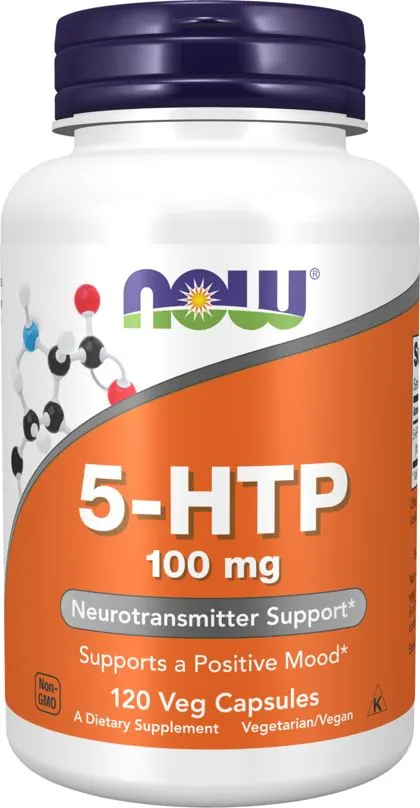 NOW®
5-HTP
100 mg
Neurotransmitter Support*
Supports a Positive Mood*
120 Veg Capsules
Non-
GMO
A Dietary Supplement
Vegetarian/Vegan
K